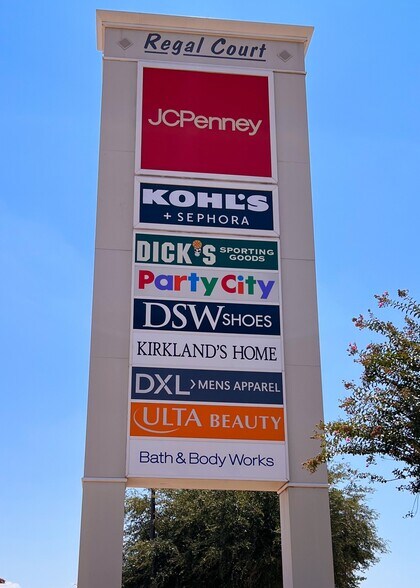 Regal Court
JCPenney
KOHL'S
+ SEPHORA
DICK'S SPORTING GOODS
Party City
DSW SHOES
KIRKLAND'S HOME
DXL > MENS APPAREL
ULTA BEAUTY
Bath & Body Works